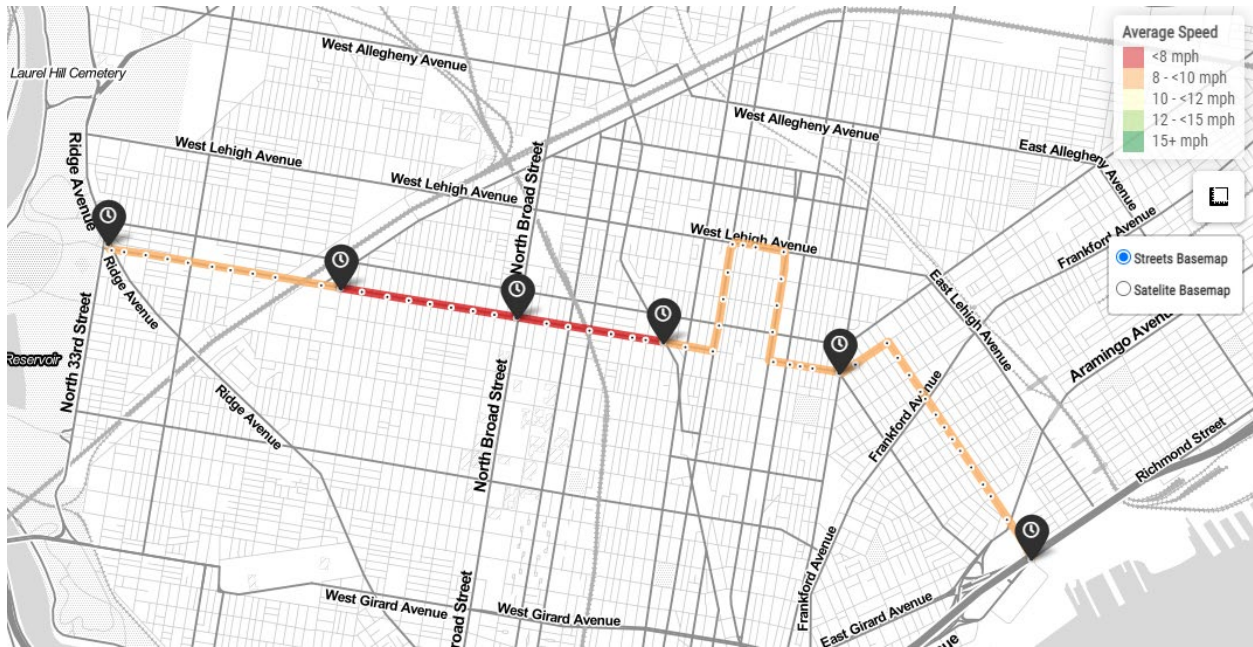 West Allegheny Avenue
Laurel Hill Cemetery
Average Speed
<8 mph
8 - <10 mph
10 - <12 mph
12 - <15 mph
15+ mph
West Allegheny Avenue
East Allegheny Avenue
Ridge Avenue
West Lehigh Avenue
West Lehigh Avenue
North Broad Street
West Lehigh Avenue
Frankford Avenue
Streets Basemap
Satelite Basemap
East Lehigh Avenue
Aramingo Avenue
Ridge Avenue
North 33rd Street
Reservoir
Ridge Avenue
North Broad Street
Frankford Avenue
Richmond Street
Frankford Avenue
West Girard Avenue
West Girard Avenue
East Girard Avenue
road Street
nue